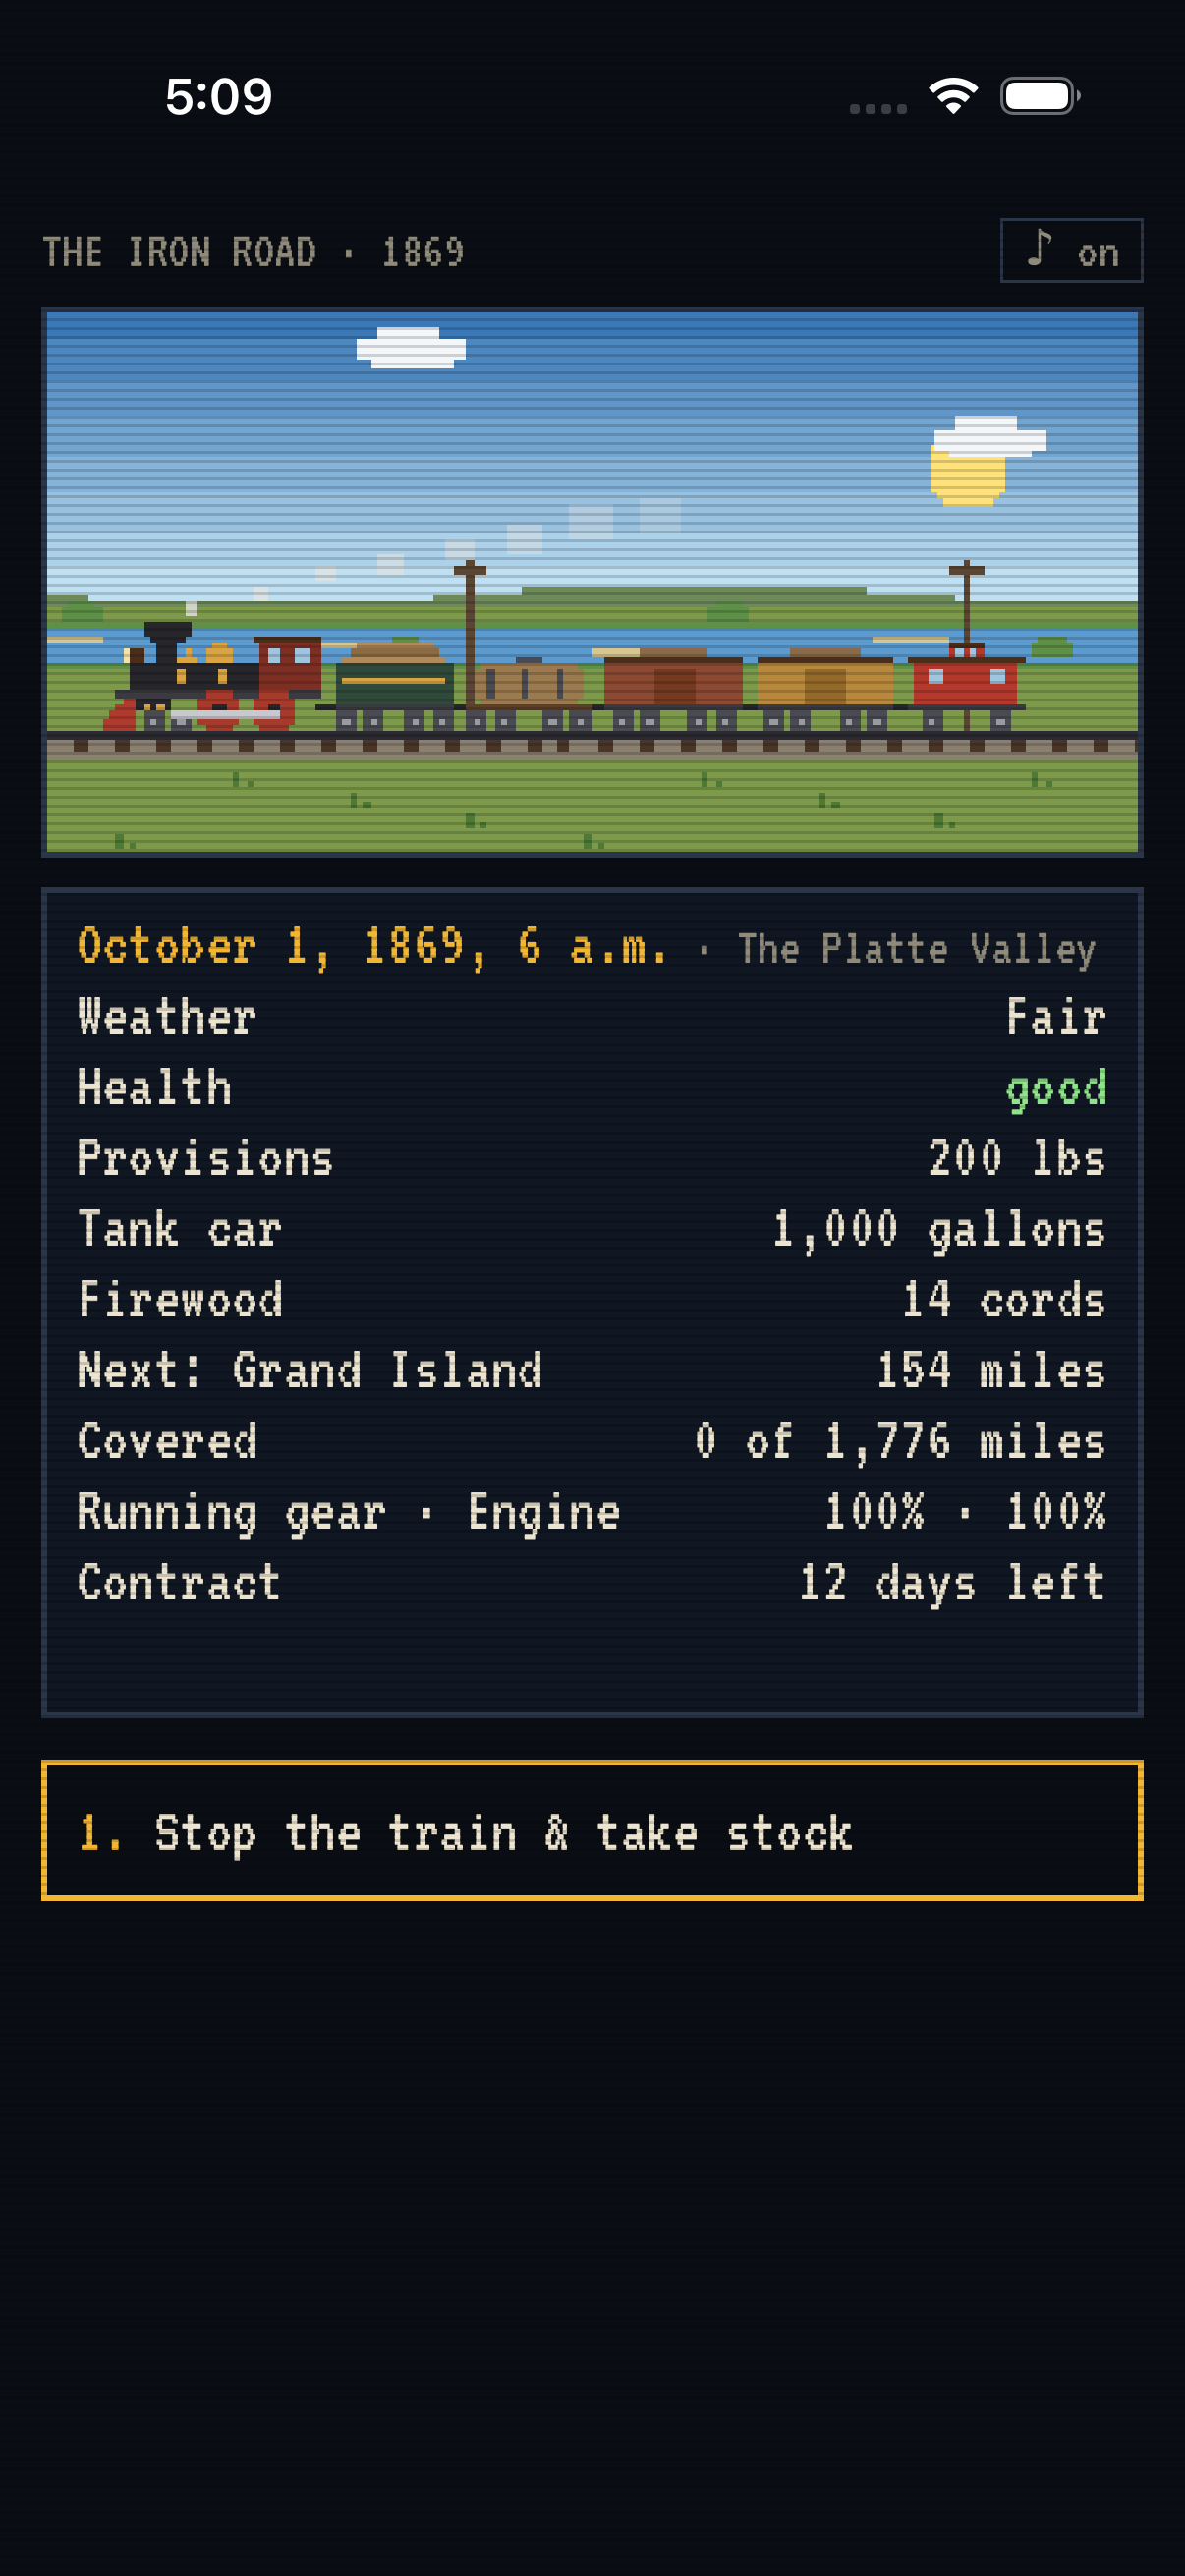 5:09
THE IRON ROAD · 1869 ♪ on
October 1, 1869, 6 a.m. · The Platte Valley
Weather Fair
Health good
Provisions 200 lbs
Tank car 1,000 gallons
Firewood 14 cords
Next: Grand Island 154 miles
Covered 0 of 1,776 miles
Running gear · Engine 100% · 100%
Contract 12 days left
1. Stop the train & take stock